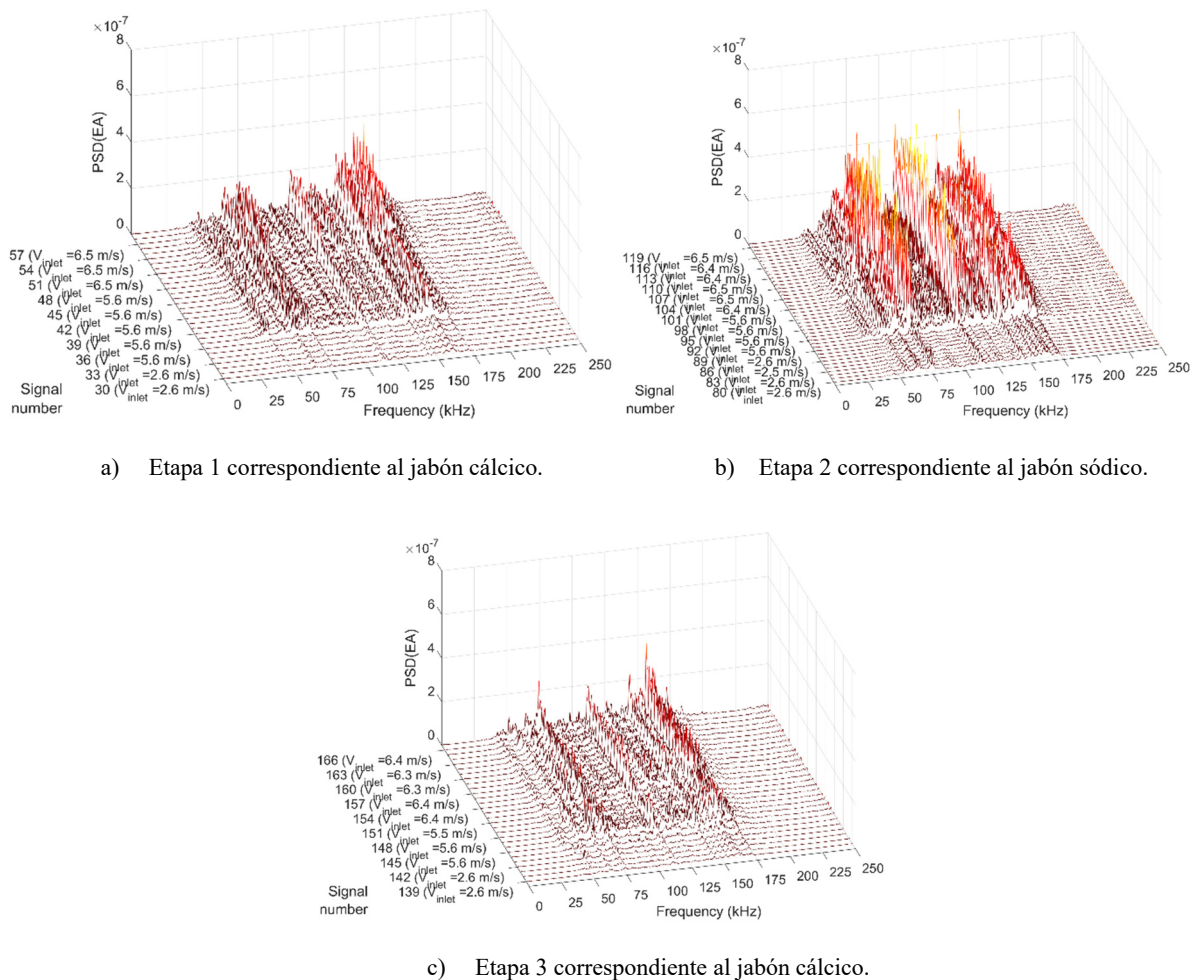 ×10⁻⁷
8
6
4
2
0
PSD(EA)
57 (V_inlet =6.5 m/s)
54 (V_inlet =6.5 m/s)
51 (V_inlet =6.5 m/s)
48 (V_inlet =5.6 m/s)
45 (V_inlet =5.6 m/s)
42 (V_inlet =5.6 m/s)
39 (V_inlet =5.6 m/s)
36 (V_inlet =5.6 m/s)
33 (V_inlet =2.6 m/s)
30 (V_inlet =2.6 m/s)
Signal
number
0 25 50 75 100 125 150 175 200 225 250
Frequency (kHz)
×10⁻⁷
8
6
4
2
0
PSD(EA)
119 (V_inlet =6.5 m/s)
116 (V_inlet =6.4 m/s)
113 (V_inlet =6.4 m/s)
110 (V_inlet =6.5 m/s)
107 (V_inlet =6.5 m/s)
104 (V_inlet =6.4 m/s)
101 (V_inlet =5.6 m/s)
98 (V_inlet =5.6 m/s)
95 (V_inlet =5.6 m/s)
92 (V_inlet =5.6 m/s)
89 (V_inlet =2.6 m/s)
86 (V_inlet =2.5 m/s)
83 (V_inlet =2.6 m/s)
80 (V_inlet =2.6 m/s)
Signal
number
0 25 50 75 100 125 150 175 200 225 250
Frequency (kHz)
a) Etapa 1 correspondiente al jabón cálcico.
b) Etapa 2 correspondiente al jabón sódico.
×10⁻⁷
8
6
4
2
0
PSD(EA)
166 (V_inlet =6.4 m/s)
163 (V_inlet =6.3 m/s)
160 (V_inlet =6.3 m/s)
157 (V_inlet =6.4 m/s)
154 (V_inlet =6.4 m/s)
151 (V_inlet =5.5 m/s)
148 (V_inlet =5.6 m/s)
145 (V_inlet =5.6 m/s)
142 (V_inlet =2.6 m/s)
139 (V_inlet =2.6 m/s)
Signal
number
0 25 50 75 100 125 150 175 200 225 250
Frequency (kHz)
c) Etapa 3 correspondiente al jabón cálcico.